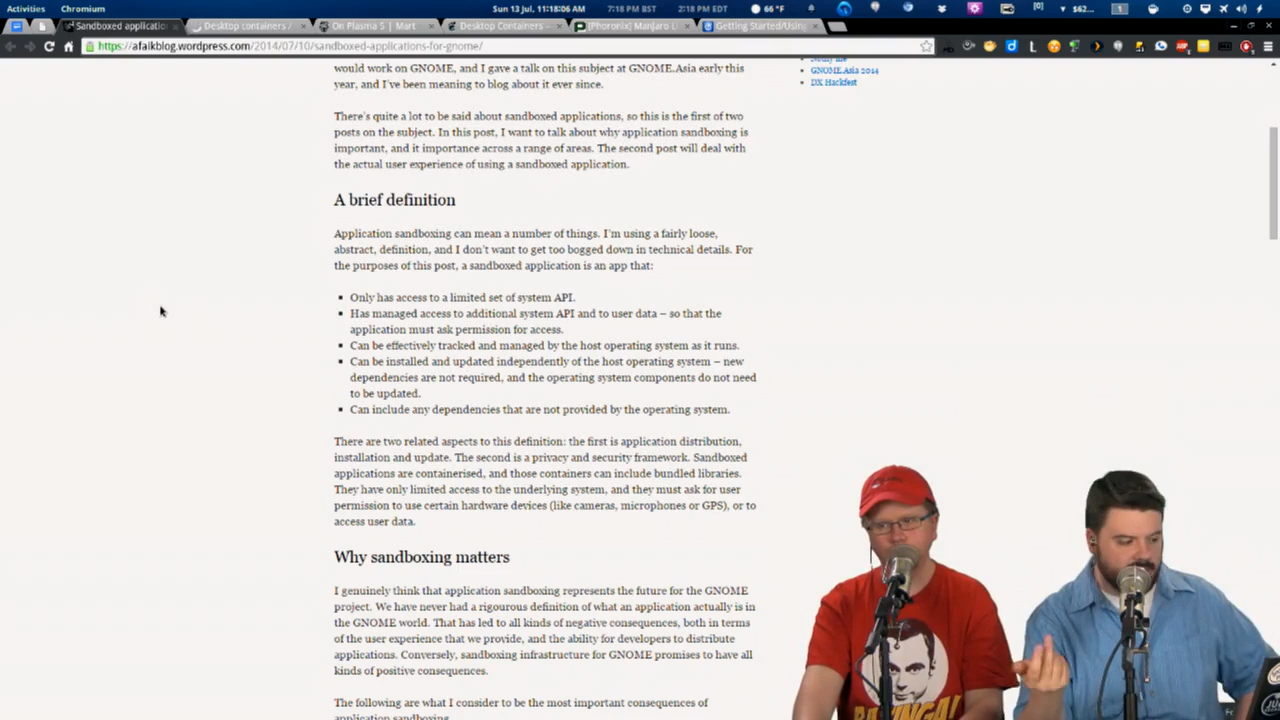 Activities Chromium Sun 13 Jul, 11:18:06 AM 7:18 PM BST 2:18 PM EDT 66 °F $62... 1
Sandboxed applicatio Desktop containers / On Plasma 5 | Mart Desktop Containers - [Phoronix] Manjaro L Getting Started/Using
https://afaikblog.wordpress.com/2014/07/10/sandboxed-applications-for-gnome/
would work on GNOME, and I gave a talk on this subject at GNOME.Asia early this
year, and I've been meaning to blog about it ever since.
GNOME.Asia 2014
DX Hackfest
There's quite a lot to be said about sandboxed applications, so this is the first of two
posts on the subject. In this post, I want to talk about why application sandboxing is
important, and it importance across a range of areas. The second post will deal with
the actual user experience of using a sandboxed application.
A brief definition
Application sandboxing can mean a number of things. I'm using a fairly loose,
abstract, definition, and I don't want to get too bogged down in technical details. For
the purposes of this post, a sandboxed application is an app that:
▪ Only has access to a limited set of system API.
▪ Has managed access to additional system API and to user data – so that the
application must ask permission for access.
▪ Can be effectively tracked and managed by the host operating system as it runs.
▪ Can be installed and updated independently of the host operating system – new
dependencies are not required, and the operating system components do not need
to be updated.
▪ Can include any dependencies that are not provided by the operating system.
There are two related aspects to this definition: the first is application distribution,
installation and update. The second is a privacy and security framework. Sandboxed
applications are containerised, and those containers can include bundled libraries.
They have only limited access to the underlying system, and they must ask for user
permission to use certain hardware devices (like cameras, microphones or GPS), or to
access user data.
Why sandboxing matters
I genuinely think that application sandboxing represents the future for the GNOME
project. We have never had a rigourous definition of what an application actually is in
the GNOME world. That has led to all kinds of negative consequences, both in terms
of the user experience that we provide, and the ability for developers to distribute
applications. Conversely, sandboxing infrastructure for GNOME promises to have all
kinds of positive consequences.
The following are what I consider to be the most important consequences of
application sandboxing.
BAZINGA!